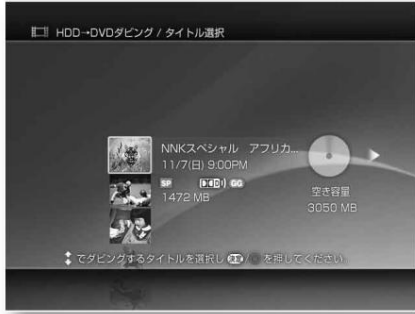 HDD→DVDダビング / タイトル選択
NNKスペシャル アフリカ...
11/7(日) 9:00PM
SP GG
1472 MB
空き容量
3050 MB
でダビングするタイトルを選択し 決定 / を押してください。